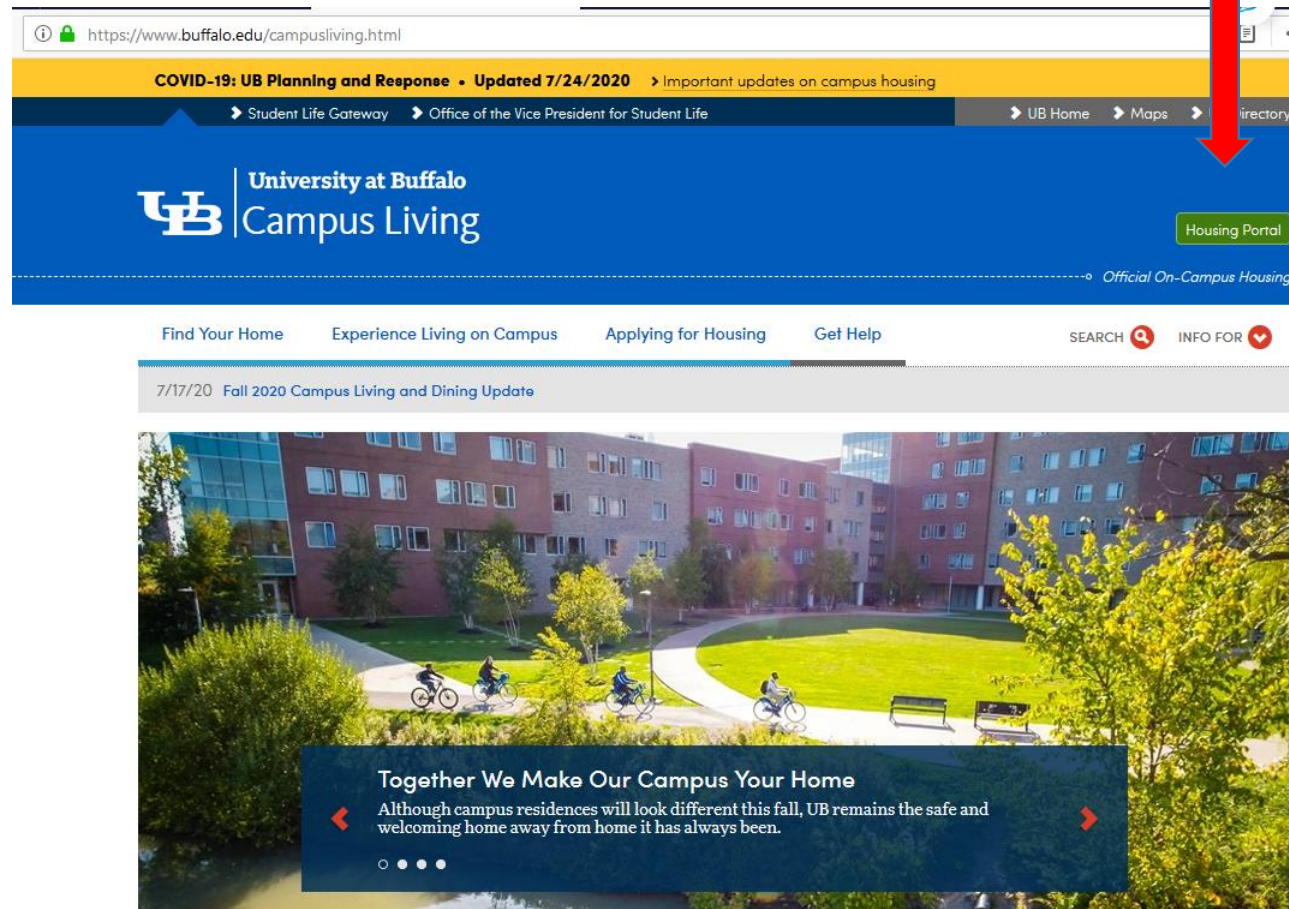 https://www.buffalo.edu/campusliving.html
COVID-19: UB Planning and Response • Updated 7/24/2020 > Important updates on campus housing
Student Life Gateway Office of the Vice President for Student Life UB Home Maps irectory
UB University at Buffalo
Campus Living
Housing Portal
Official On-Campus Housing
Find Your Home Experience Living on Campus Applying for Housing Get Help SEARCH INFO FOR
7/17/20 Fall 2020 Campus Living and Dining Update
Together We Make Our Campus Your Home
Although campus residences will look different this fall, UB remains the safe and
welcoming home away from home it has always been.